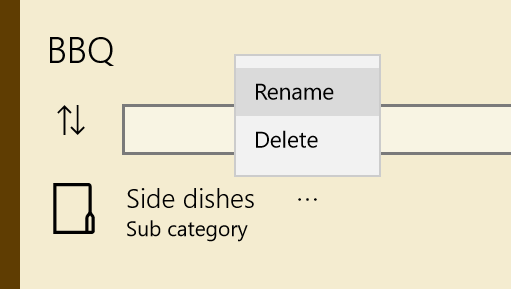 BBQ
Rename
Delete
Side dishes ...
Sub category